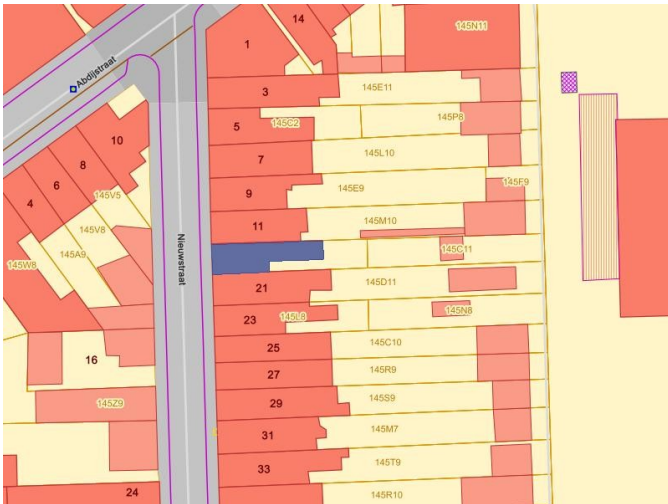 14
1
145N11
Abdijstraat
3
145E11
10
5
145C2
145P8
8
7
145L10
6
145V5
9
145E9
145F9
4
145V8
11
145M10
145A9
145W8
Nieuwstraat
145C11
21
145D11
23
145L8
145N8
25
145C10
16
27
145R9
29
145S9
145Z9
31
145M7
33
145T9
24
145R10